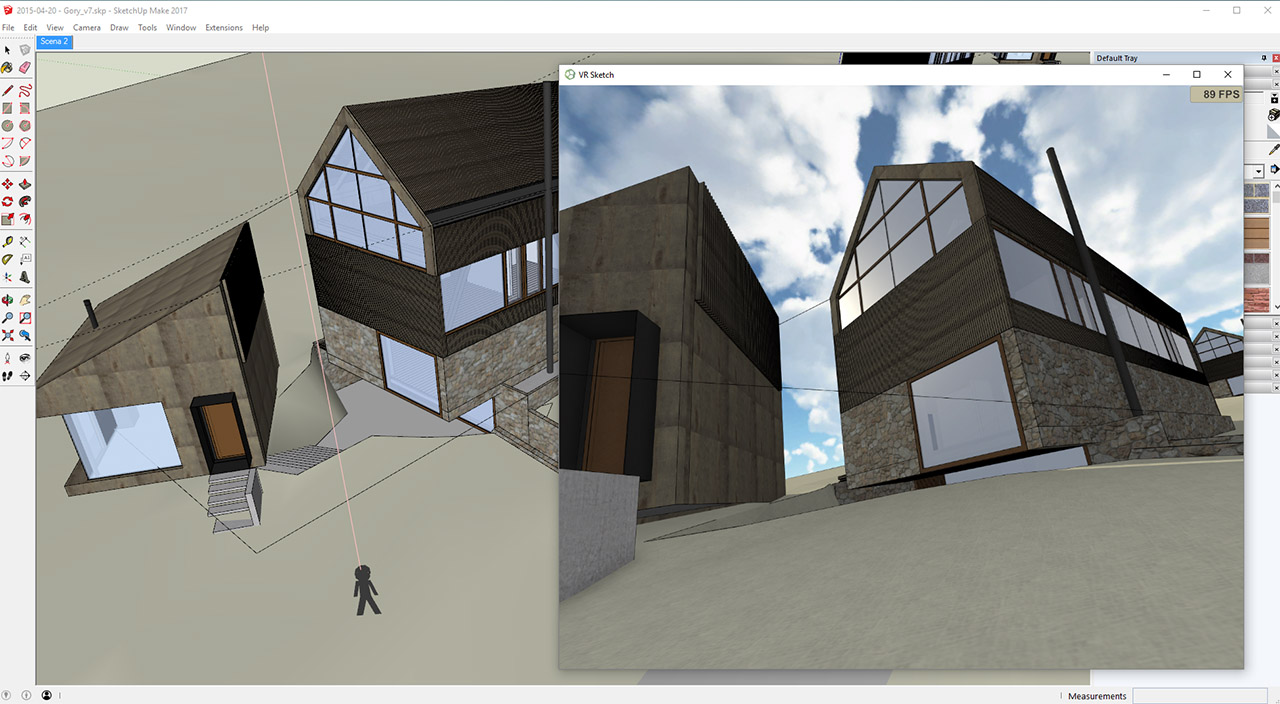 2015-04-20 - Gory_v7.skp - SketchUp Make 2017
File Edit View Camera Draw Tools Window Extensions Help
Scena 2
Default Tray
VR Sketch
89 FPS
Measurements